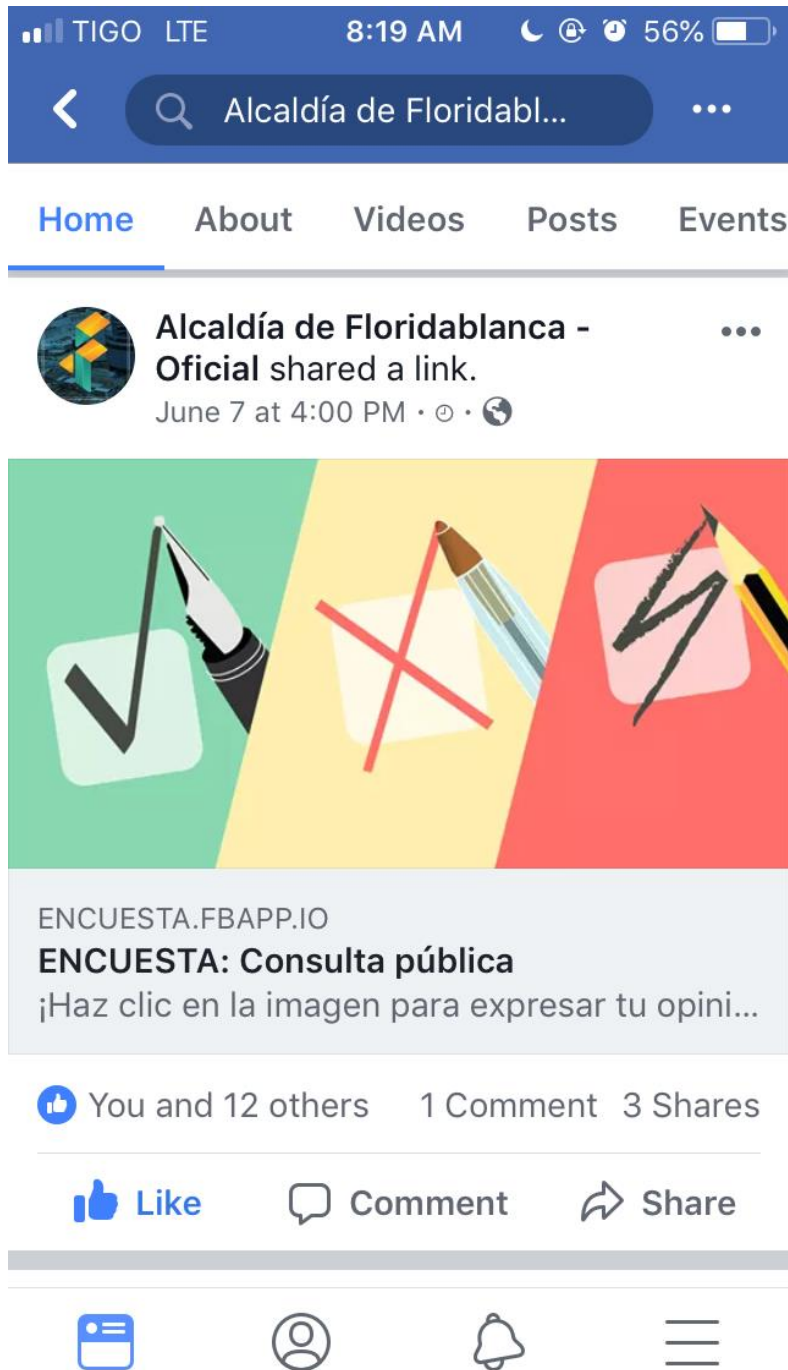 TIGO LTE 8:19 AM 56%
Alcaldía de Floridabl...
Home About Videos Posts Events
Alcaldía de Floridablanca -
Oficial shared a link.
June 7 at 4:00 PM
ENCUESTA.FBAPP.IO
ENCUESTA: Consulta pública
¡Haz clic en la imagen para expresar tu opini...
You and 12 others 1 Comment 3 Shares
Like Comment Share